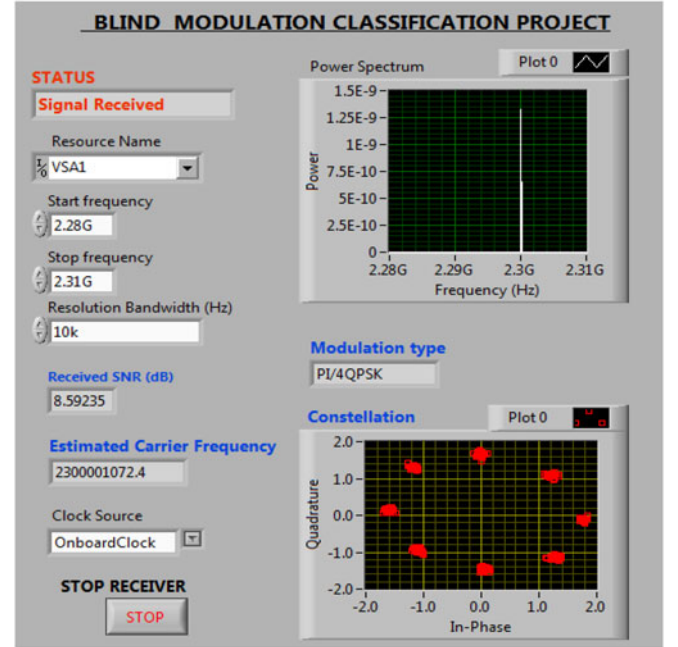 BLIND MODULATION CLASSIFICATION PROJECT
STATUS
Signal Received
Resource Name
I/O VSA1
Start frequency
2.28G
Stop frequency
2.31G
Resolution Bandwidth (Hz)
10k
Received SNR (dB)
8.59235
Estimated Carrier Frequency
2300001072.4
Clock Source
OnboardClock
STOP RECEIVER
STOP
Power Spectrum
Plot 0
Power
1.5E-9
1.25E-9
1E-9
7.5E-10
5E-10
2.5E-10
0
2.28G 2.29G 2.3G 2.31G
Frequency (Hz)
Modulation type
PI/4QPSK
Constellation
Plot 0
Quadrature
2.0
1.0
0.0
-1.0
-2.0
-2.0 -1.0 0.0 1.0 2.0
In-Phase